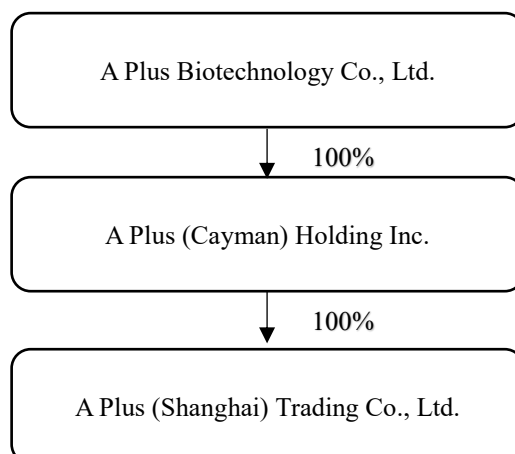 A Plus Biotechnology Co., Ltd.
100%
A Plus (Cayman) Holding Inc.
100%
A Plus (Shanghai) Trading Co., Ltd.